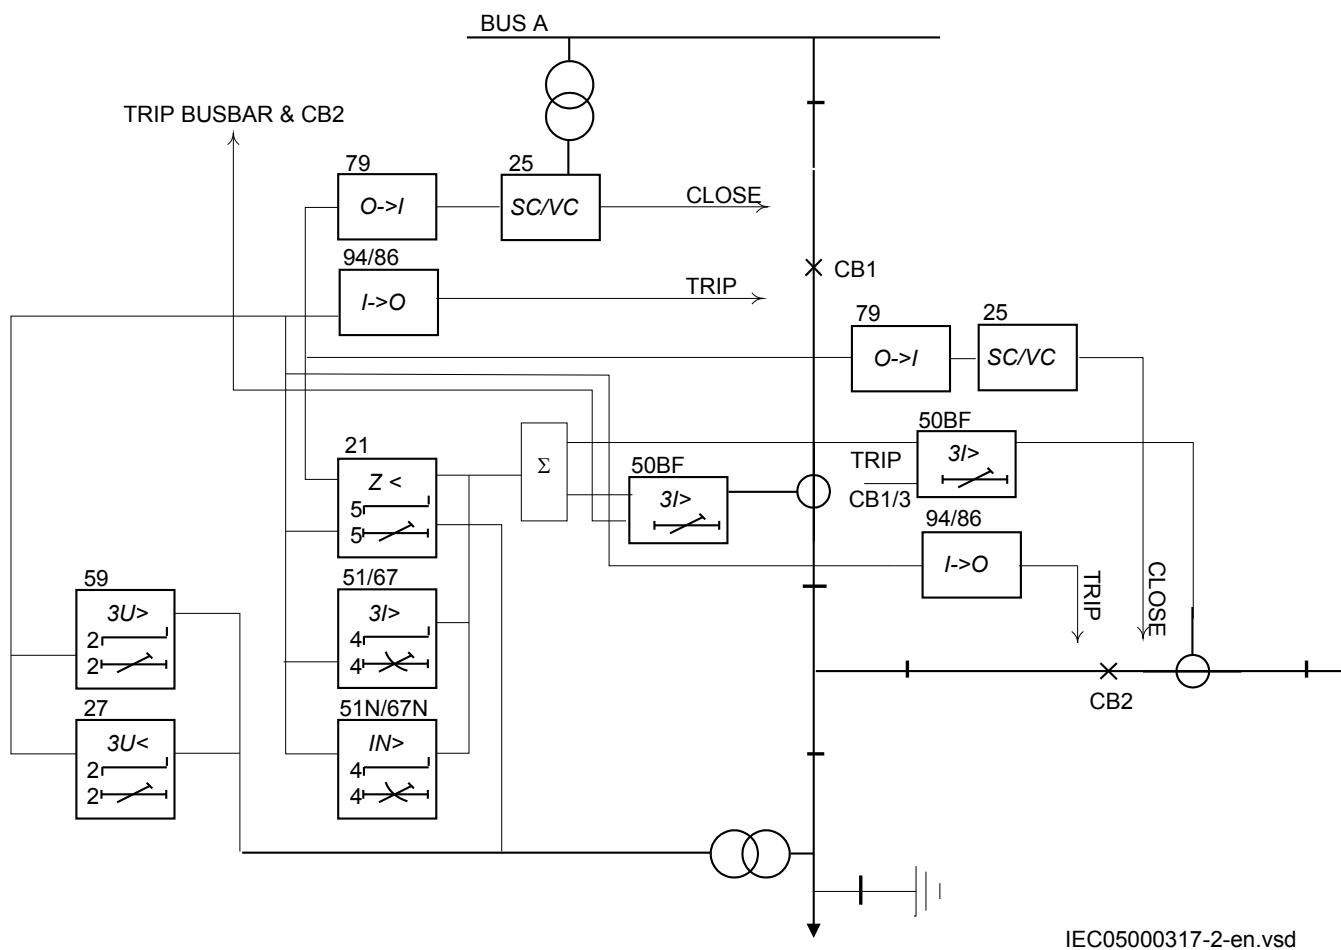 BUS A
TRIP BUSBAR & CB2
79
25
O->I
SC/VC
CLOSE
94/86
I->O
TRIP
CB1
79
25
O->I
SC/VC
50BF
3I>
TRIP
CB1/3
21
Z <
5
5
Σ
50BF
3I>
94/86
I->O
TRIP
CLOSE
59
3U>
2
2
51/67
3I>
4
4
CB2
27
3U<
2
2
51N/67N
IN>
4
4
IEC05000317-2-en.vsd